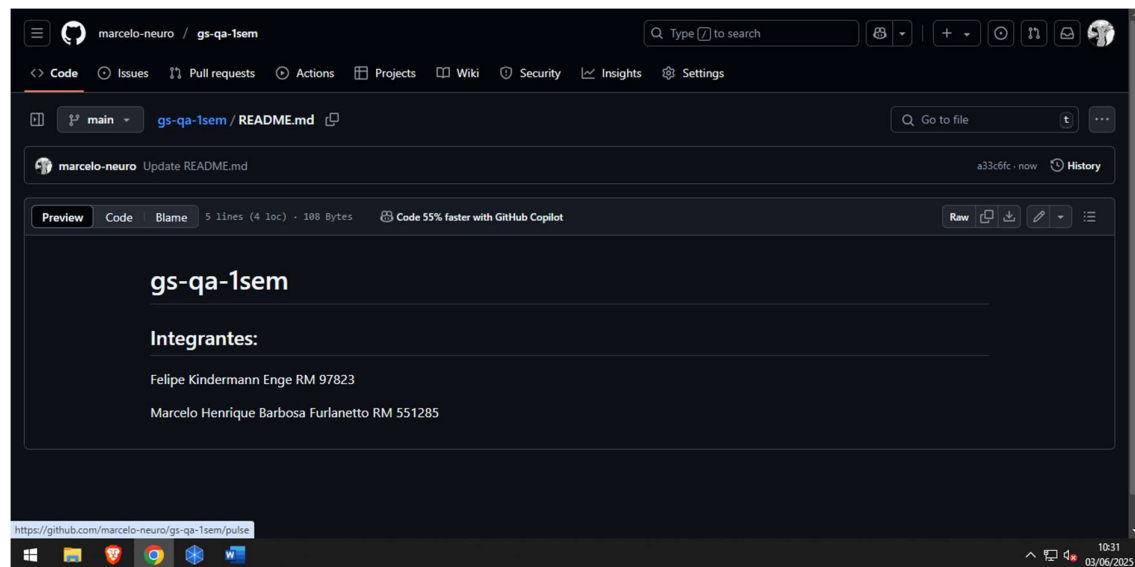 marcelo-neuro / gs-qa-1sem
Type / to search
Code Issues Pull requests Actions Projects Wiki Security Insights Settings
main gs-qa-1sem / README.md
Go to file t
marcelo-neuro Update README.md
a33c6fc · now History
Preview Code Blame 5 lines (4 loc) · 108 Bytes Code 55% faster with GitHub Copilot
Raw
gs-qa-1sem
Integrantes:
Felipe Kindermann Enge RM 97823
Marcelo Henrique Barbosa Furlanetto RM 551285
https://github.com/marcelo-neuro/gs-qa-1sem/pulse
10:31
03/06/2025